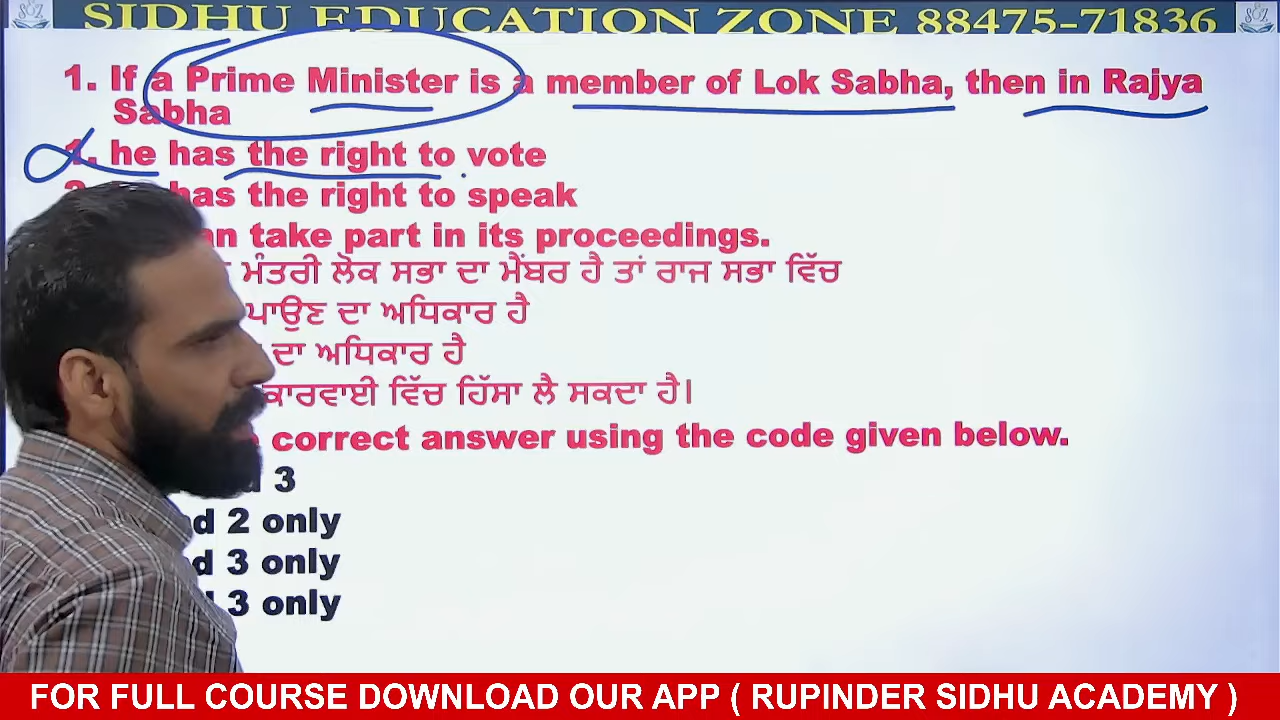 SIDHU EDUCATION ZONE 88475-71836
1. If a Prime Minister is a member of Lok Sabha, then in Rajya
Sabha
1. he has the right to vote
has the right to speak
take part in its proceedings.
ਮੰਤਰੀ ਲੋਕ ਸਭਾ ਦਾ ਮੈਂਬਰ ਹੈ ਤਾਂ ਰਾਜ ਸਭਾ ਵਿੱਚ
ਪਾਉਣ ਦਾ ਅਧਿਕਾਰ ਹੈ
ਦਾ ਅਧਿਕਾਰ ਹੈ
ਕਾਰਵਾਈ ਵਿੱਚ ਹਿੱਸਾ ਲੈ ਸਕਦਾ ਹੈ।
correct answer using the code given below.
3
2 only
3 only
3 only
FOR FULL COURSE DOWNLOAD OUR APP ( RUPINDER SIDHU ACADEMY )